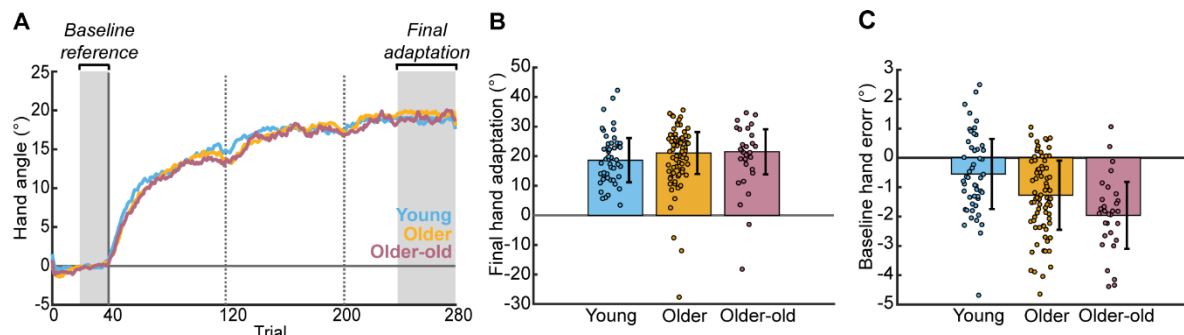 A
Baseline
reference
Final
adaptation
Hand angle (°)
25
20
15
10
5
0
-5
Young
Older
Older-old
0
40
120
200
280
Trial
B
Final hand adaptation (°)
50
40
30
20
10
0
-10
-20
-30
Young
Older
Older-old
C
Baseline hand erorr (°)
3
2
1
0
-1
-2
-3
-4
-5
Young
Older
Older-old